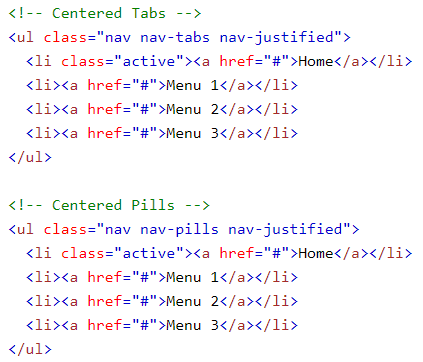 <!-- Centered Tabs -->
<ul class="nav nav-tabs nav-justified">
  <li class="active"><a href="#">Home</a></li>
  <li><a href="#">Menu 1</a></li>
  <li><a href="#">Menu 2</a></li>
  <li><a href="#">Menu 3</a></li>
</ul>

<!-- Centered Pills -->
<ul class="nav nav-pills nav-justified">
  <li class="active"><a href="#">Home</a></li>
  <li><a href="#">Menu 1</a></li>
  <li><a href="#">Menu 2</a></li>
  <li><a href="#">Menu 3</a></li>
</ul>